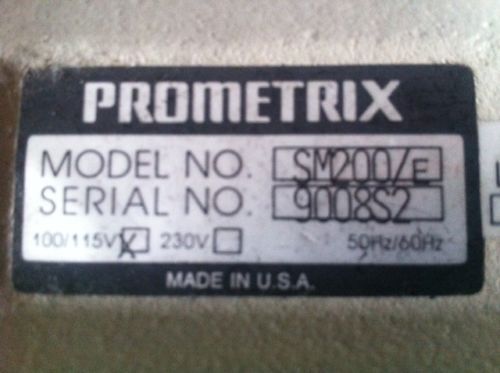 PROMETRIX
MODEL NO. SM200/E
SERIAL NO. 9008S2
100/115V 230V 50Hz/60Hz
MADE IN U.S.A.